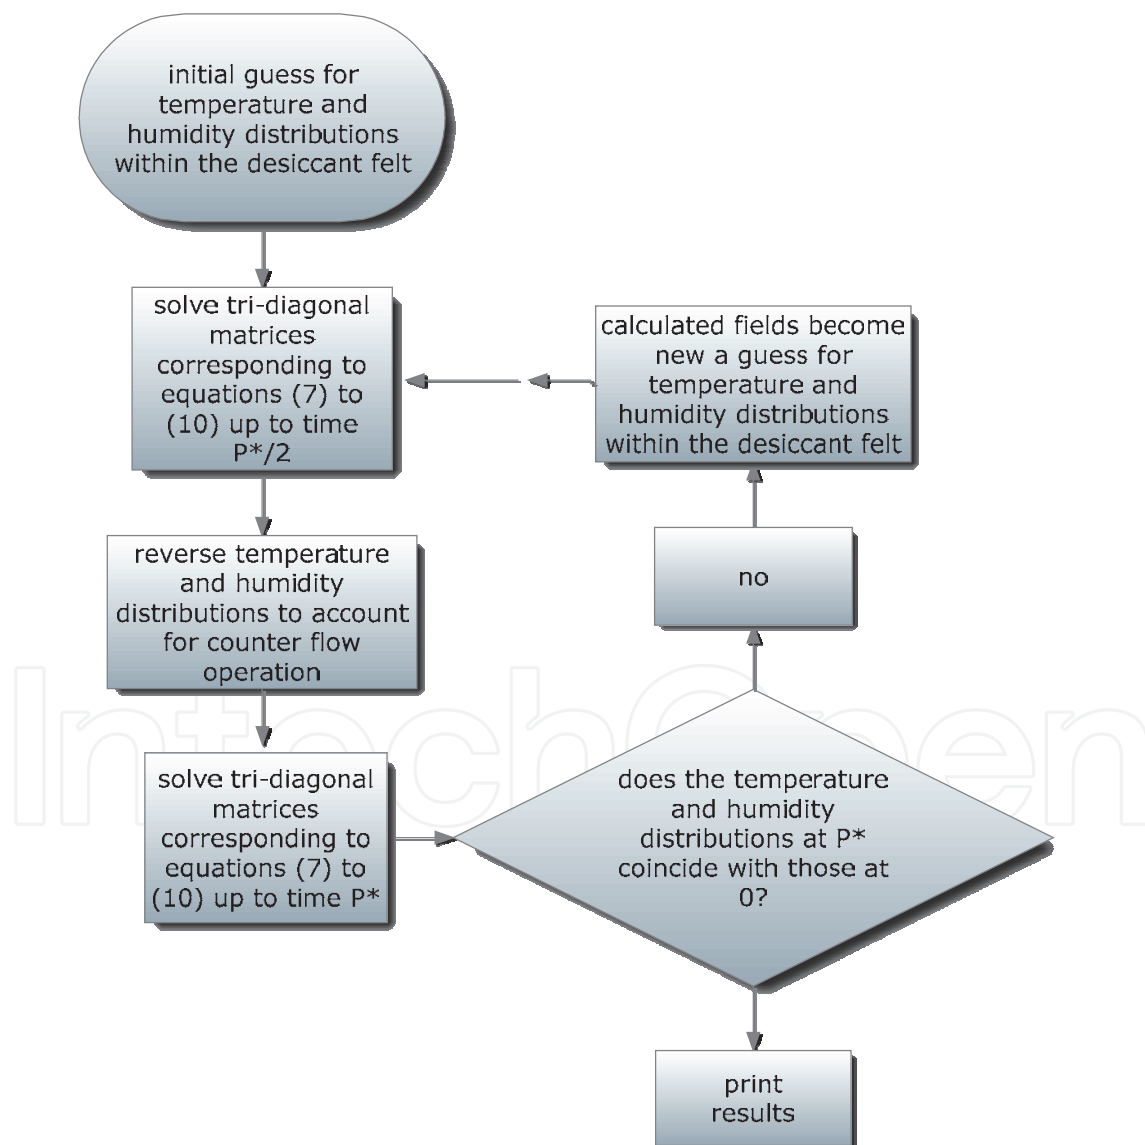 initial guess for
temperature and
humidity distributions
within the desiccant felt
solve tri-diagonal
matrices
corresponding to
equations (7) to
(10) up to time
P*/2
reverse temperature
and humidity
distributions to account
for counter flow
operation
solve tri-diagonal
matrices
corresponding to
equations (7) to
(10) up to time P*
does the temperature
and humidity
distributions at P*
coincide with those at
0?
no
calculated fields become
new a guess for
temperature and
humidity distributions
within the desiccant felt
print
results
IntechOpen